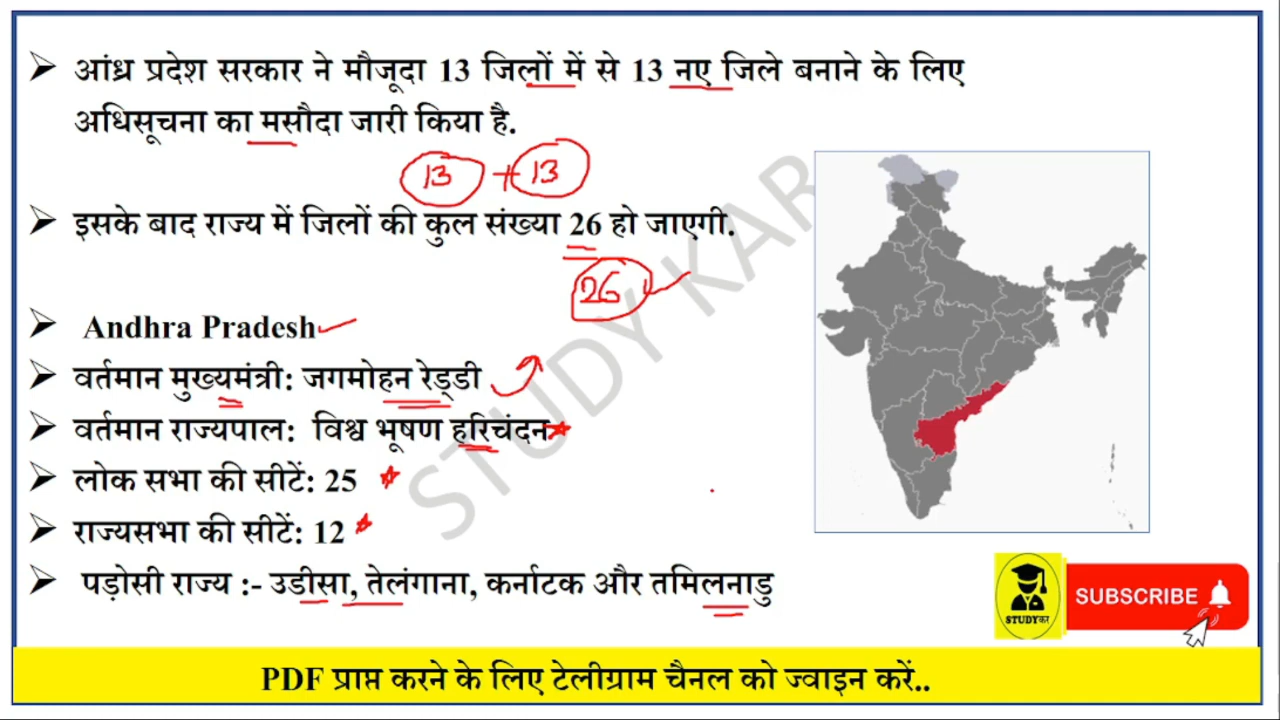 आंध्र प्रदेश सरकार ने मौजूदा 13 जिलों में से 13 नए जिले बनाने के लिए
अधिसूचना का मसौदा जारी किया है.
13 + 13
इसके बाद राज्य में जिलों की कुल संख्या 26 हो जाएगी.
26
Andhra Pradesh
वर्तमान मुख्यमंत्री: जगमोहन रेड्डी
वर्तमान राज्यपाल: विश्व भूषण हरिचंदन
लोक सभा की सीटें: 25
राज्यसभा की सीटें: 12
पड़ोसी राज्य :- उडीसा, तेलंगाना, कर्नाटक और तमिलनाडु
STUDY KAR
STUDYकर
SUBSCRIBE
PDF प्राप्त करने के लिए टेलीग्राम चैनल को ज्वाइन करें..